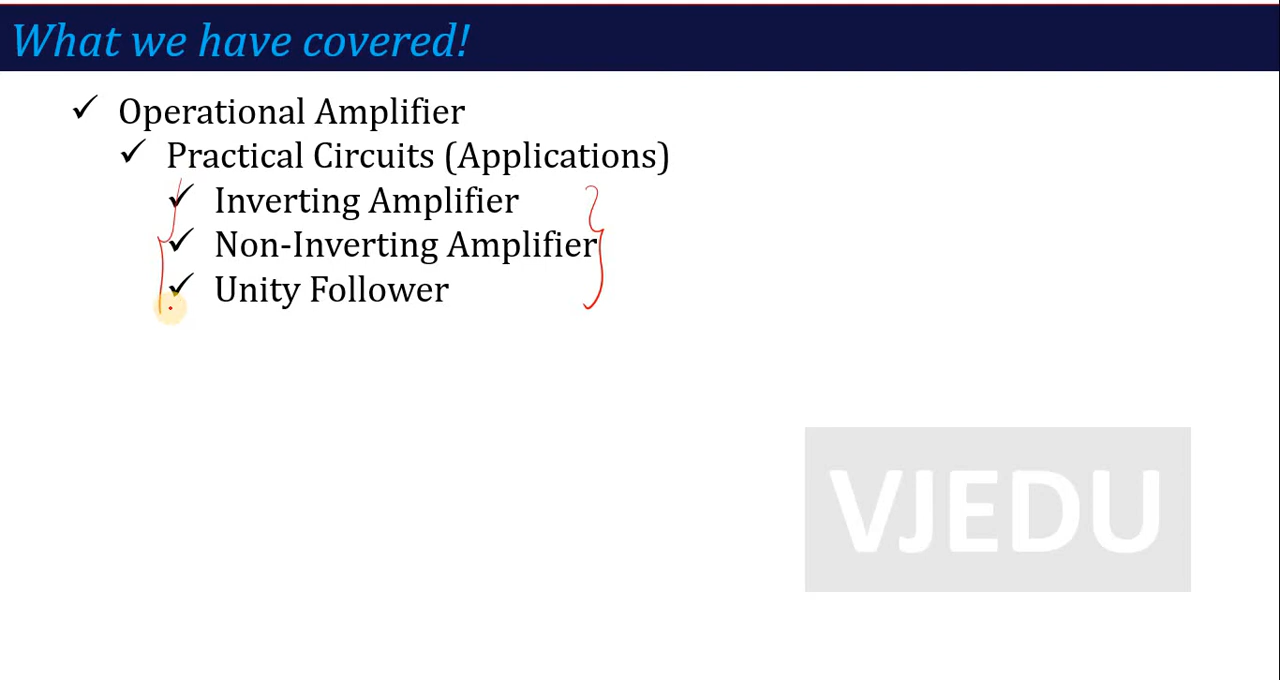 What we have covered!
✓ Operational Amplifier
✓ Practical Circuits (Applications)
✓ Inverting Amplifier
✓ Non-Inverting Amplifier
✓ Unity Follower
VJEDU